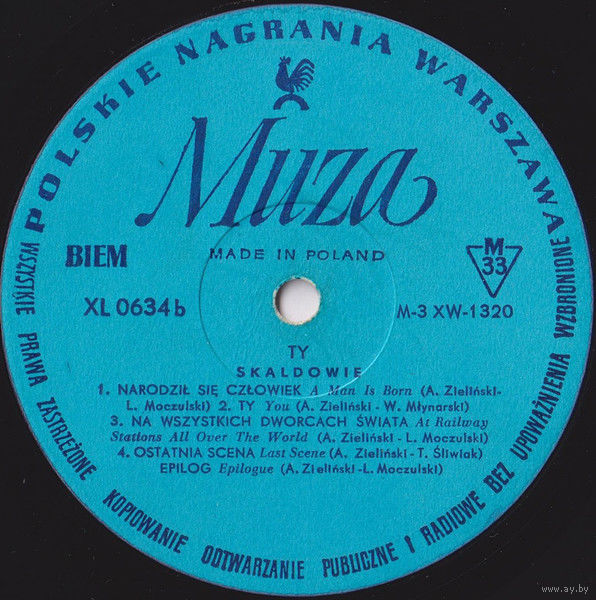 POLSKIE NAGRANIA WARSZAWA
Muza
MADE IN POLAND
BIEM
M
33
XL 0634 b
M-3 XW-1320
TY
SKALDOWIE
1. NARODZIŁ SIĘ CZŁOWIEK A Man Is Born (A. Zieliński-
L. Moczulski) 2. TY You (A. Zieliński - W. Młynarski)
3. NA WSZYSTKICH DWORCACH ŚWIATA At Railway
Stations All Over The World (A. Zieliński - L. Moczulski)
4. OSTATNIA SCENA Last Scene (A. Zieliński - T. Śliwiak)
EPILOG Epilogue (A. Zieliński-L. Moczulski)
WSZYSTKIE PRAWA ZASTRZEŻONE KOPIOWANIE ODTWARZANIE PUBLICZNE I RADIOWE BEZ UPOWAŻNIENIA WZBRONIONE
www.ay.by